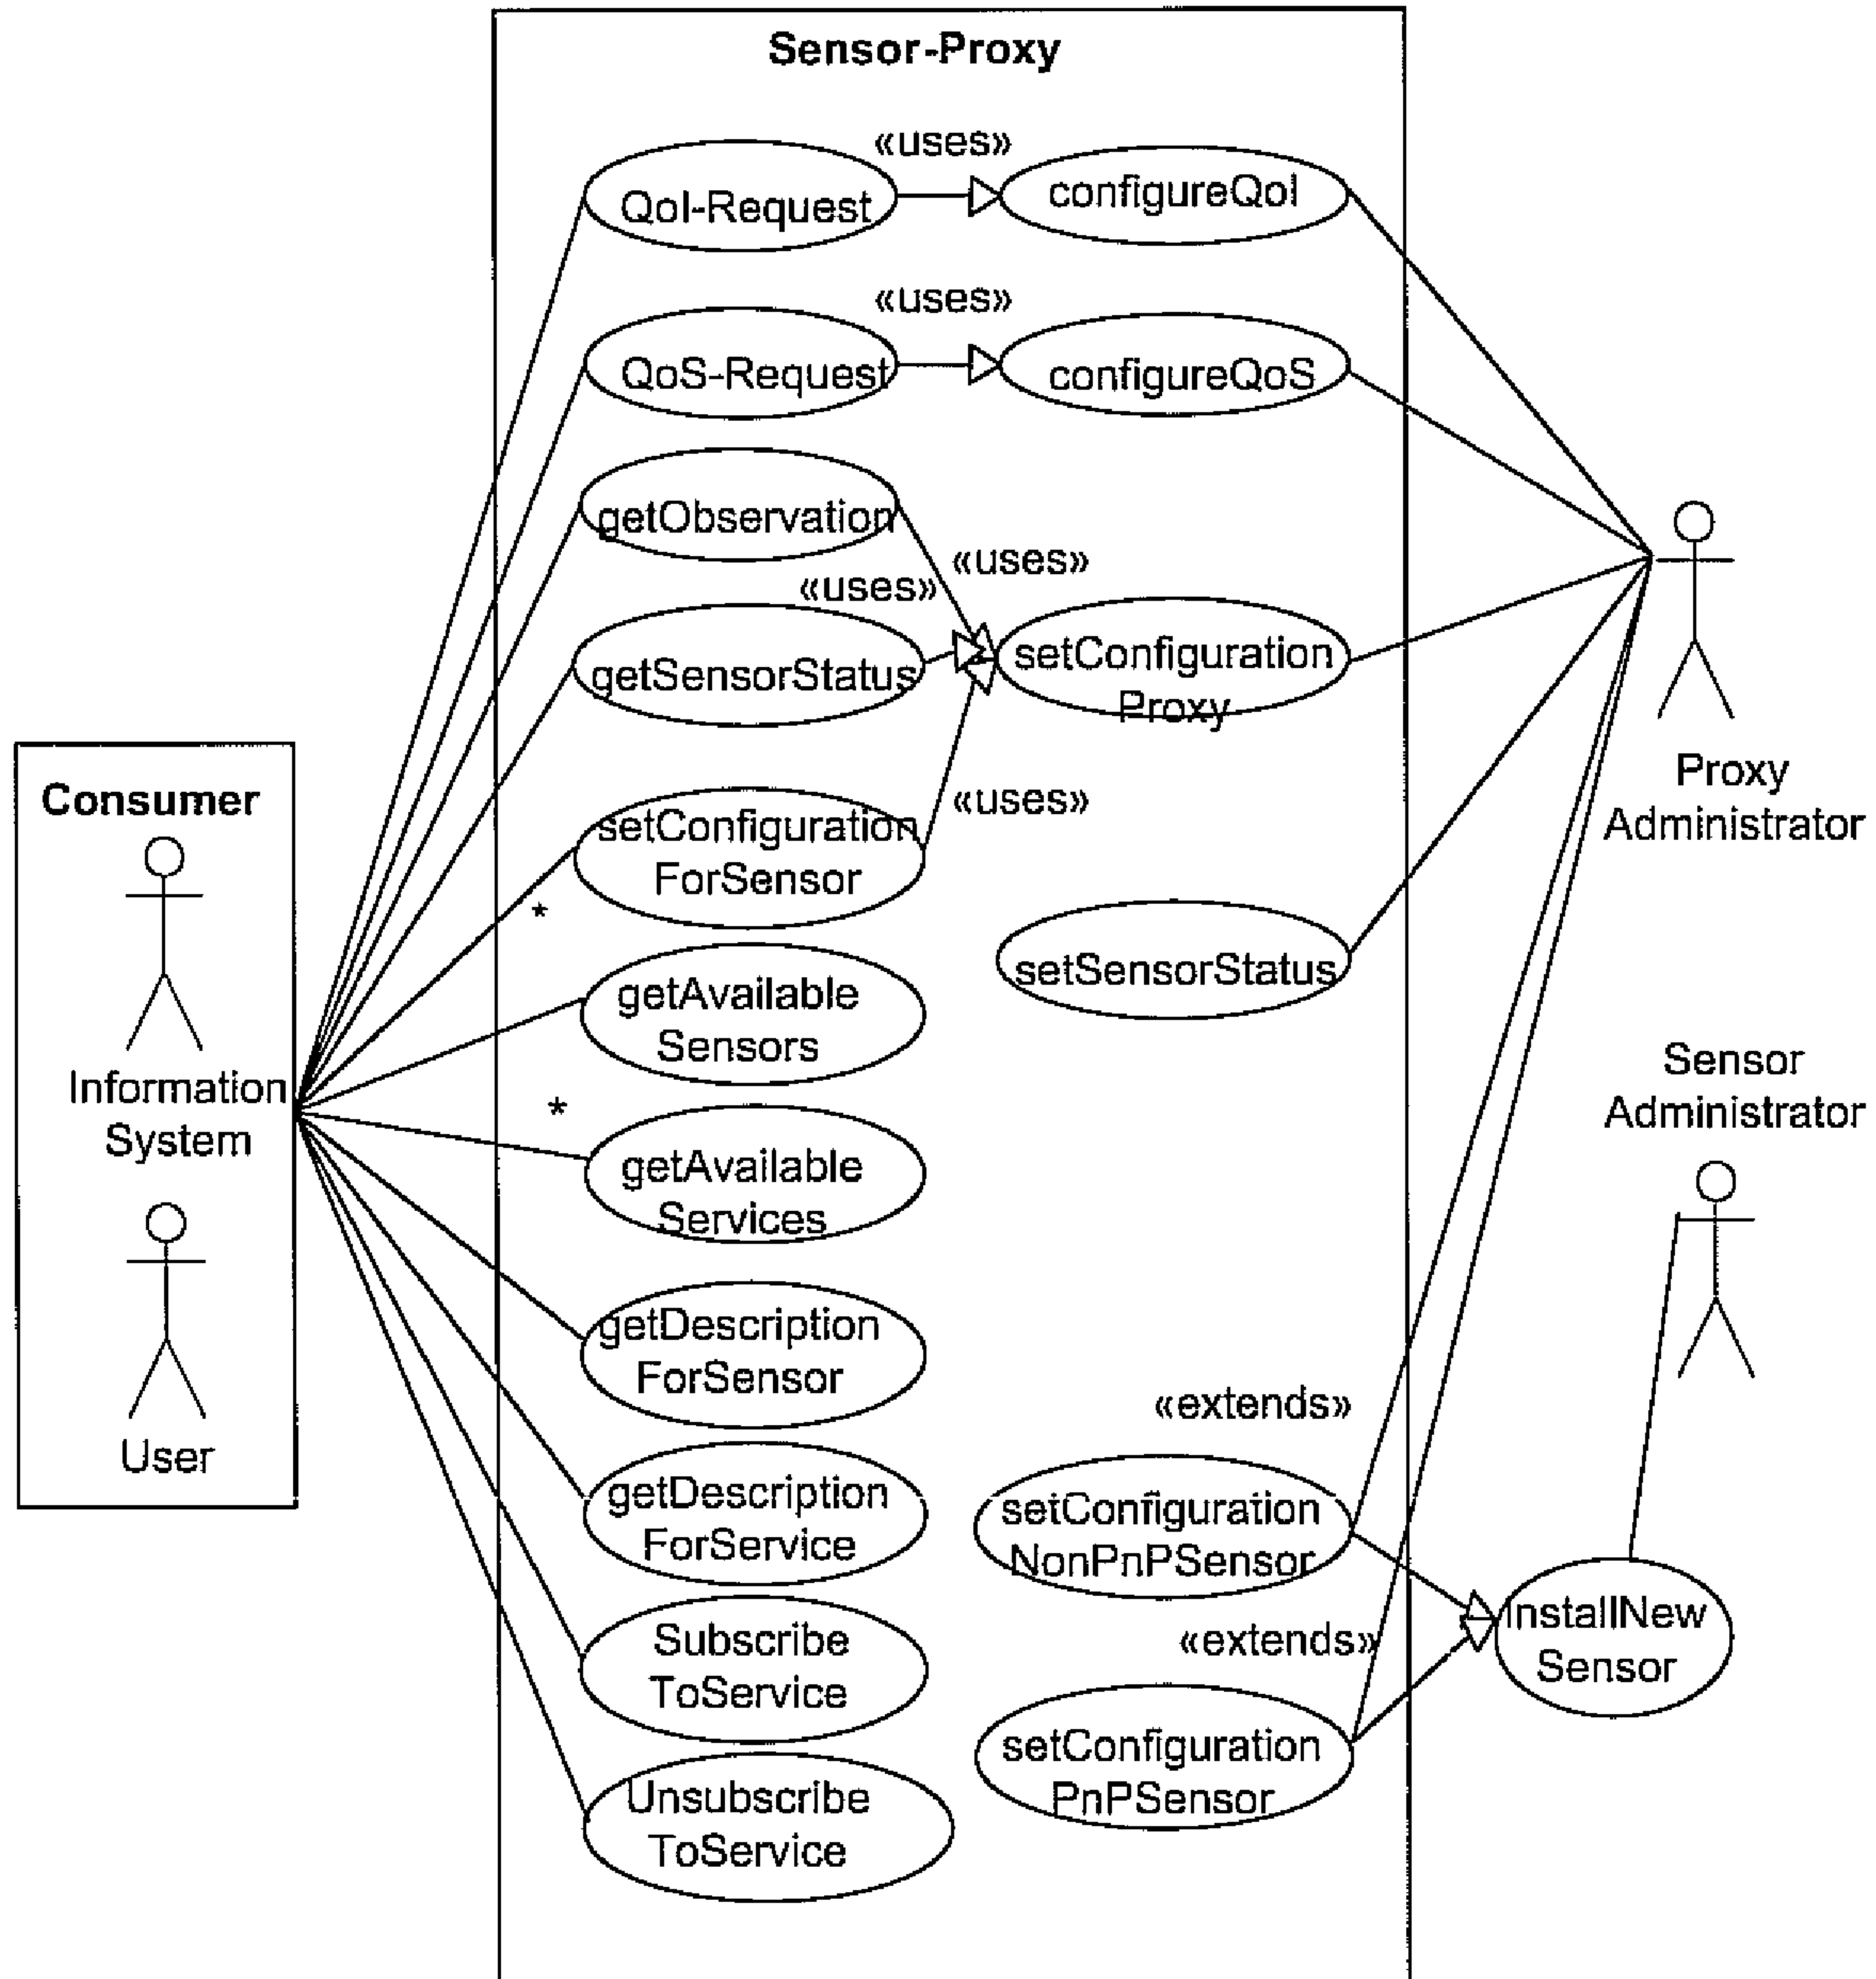 Sensor-Proxy
«uses»
QoI-Request
configureQoI
«uses»
QoS-Request
configureQoS
getObservation
«uses»
«uses»
getSensorStatus
setConfiguration
Proxy
Proxy
Administrator
Consumer
setConfiguration
ForSensor
«uses»
*
setSensorStatus
getAvailable
Sensors
Information
System
*
Sensor
Administrator
getAvailable
Services
User
getDescription
ForSensor
«extends»
getDescription
ForService
setConfiguration
NonPnPSensor
InstallNew
Sensor
Subscribe
ToService
«extends»
setConfiguration
PnPSensor
Unsubscribe
ToService